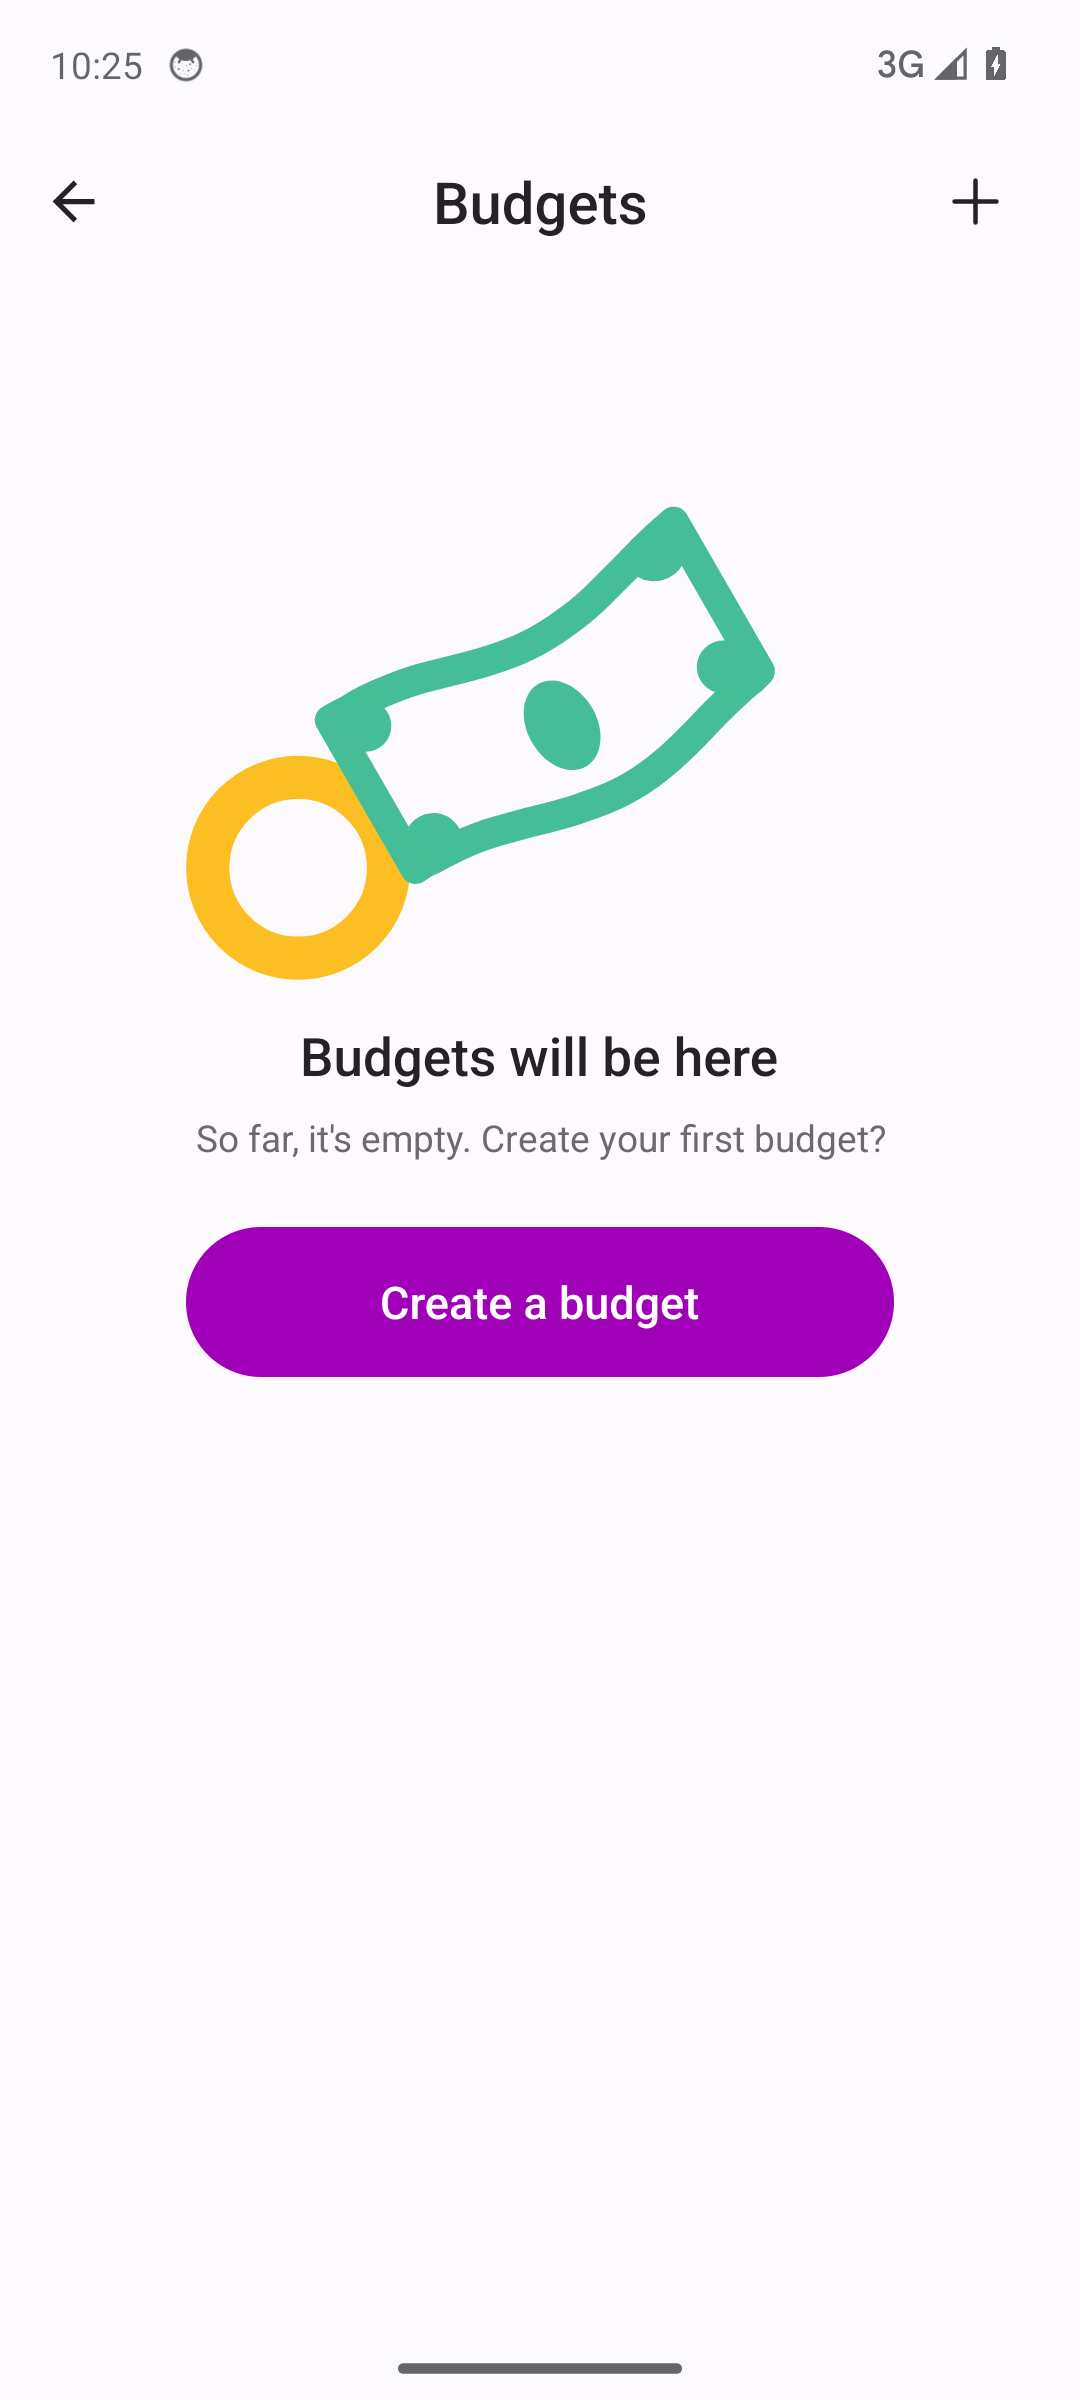 10:25
3G
Budgets
Budgets will be here
So far, it's empty. Create your first budget?
Create a budget